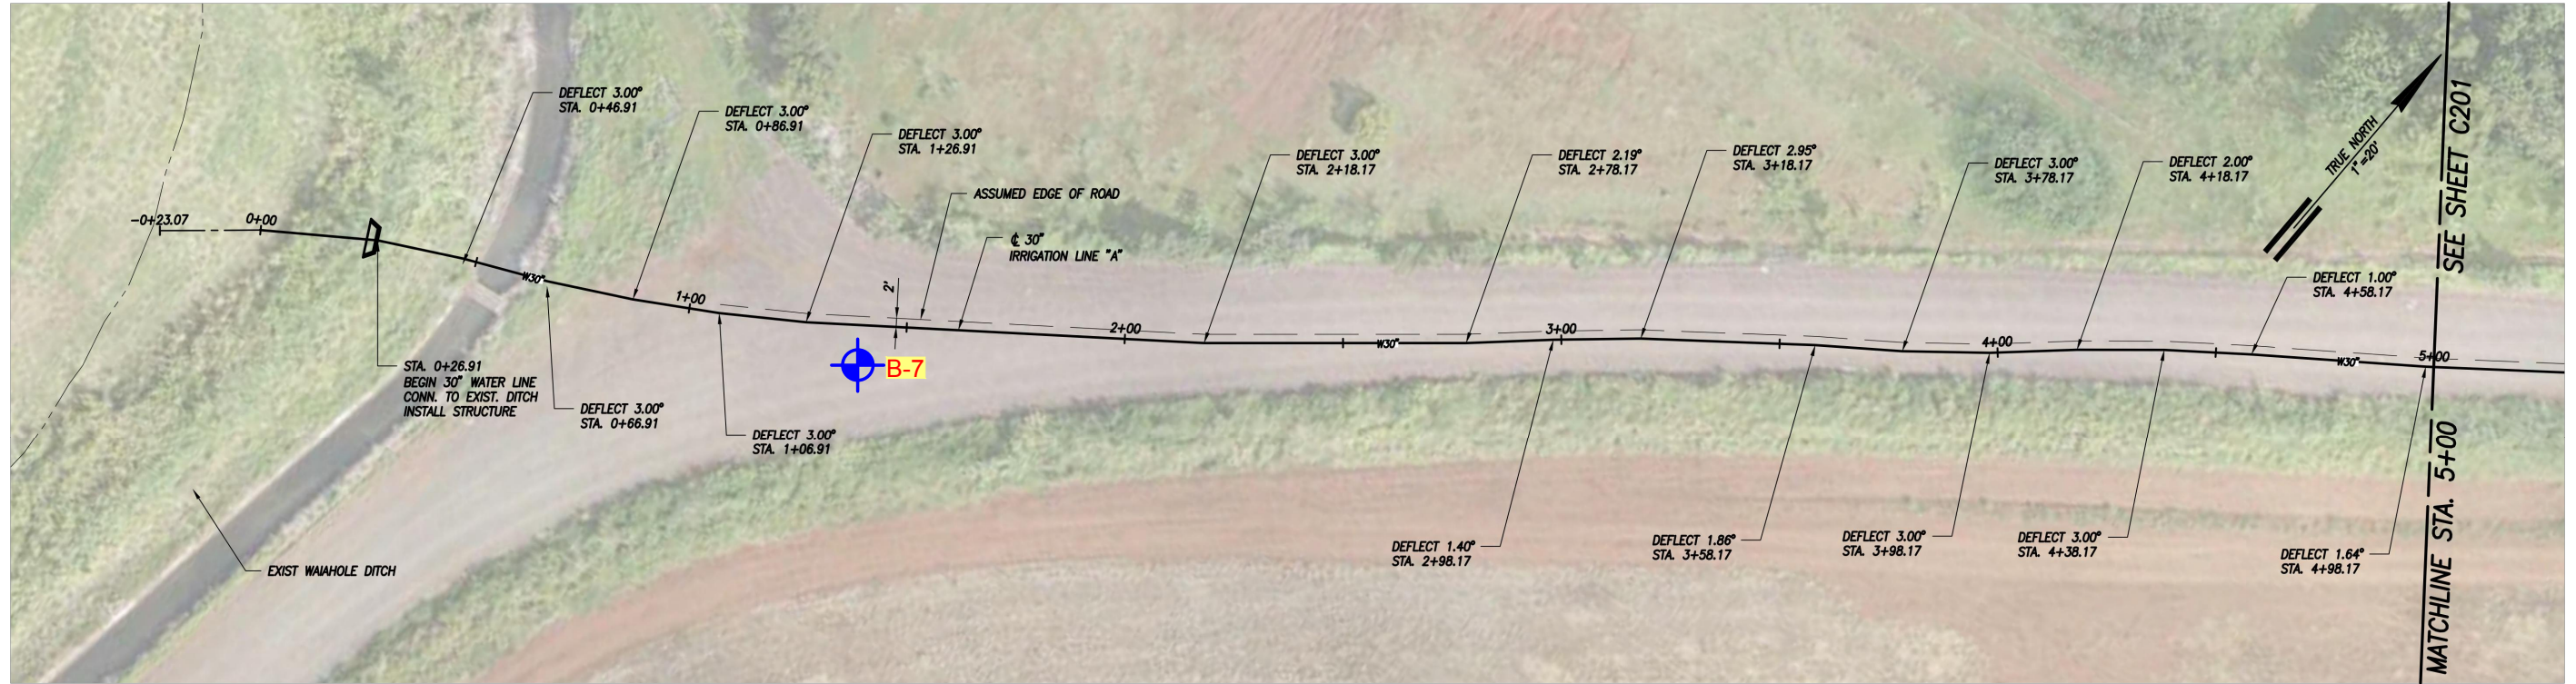 DEFLECT 3.00°
STA. 0+46.91
DEFLECT 3.00°
STA. 0+86.91
DEFLECT 3.00°
STA. 1+26.91
DEFLECT 3.00°
STA. 2+18.17
DEFLECT 2.19°
STA. 2+78.17
DEFLECT 2.95°
STA. 3+18.17
DEFLECT 3.00°
STA. 3+78.17
DEFLECT 2.00°
STA. 4+18.17
TRUE NORTH
1"=20'
SEE SHEET C201
ASSUMED EDGE OF ROAD
℄ 30"
IRRIGATION LINE "A"
DEFLECT 1.00°
STA. 4+58.17
-0+23.07
0+00
W30"
1+00
2'
2+00
W30"
3+00
4+00
W30"
5+00
B-7
STA. 0+26.91
BEGIN 30" WATER LINE
CONN. TO EXIST. DITCH
INSTALL STRUCTURE
DEFLECT 3.00°
STA. 0+66.91
DEFLECT 3.00°
STA. 1+06.91
DEFLECT 1.40°
STA. 2+98.17
DEFLECT 1.86°
STA. 3+58.17
DEFLECT 3.00°
STA. 3+98.17
DEFLECT 3.00°
STA. 4+38.17
DEFLECT 1.64°
STA. 4+98.17
EXIST WAIAHOLE DITCH
MATCHLINE STA. 5+00